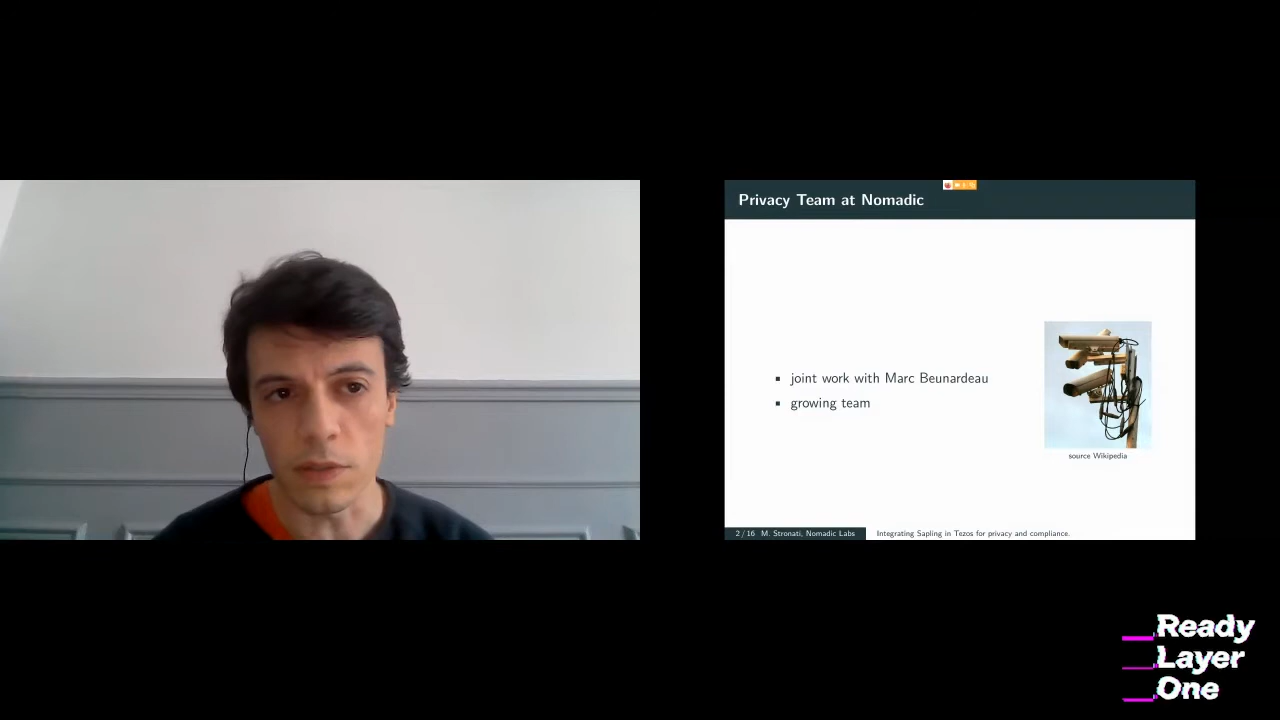 Privacy Team at Nomadic
▪ joint work with Marc Beunardeau
▪ growing team
source Wikipedia
2 / 16 M. Stronati, Nomadic Labs Integrating Sapling in Tezos for privacy and compliance.
Ready
Layer
One